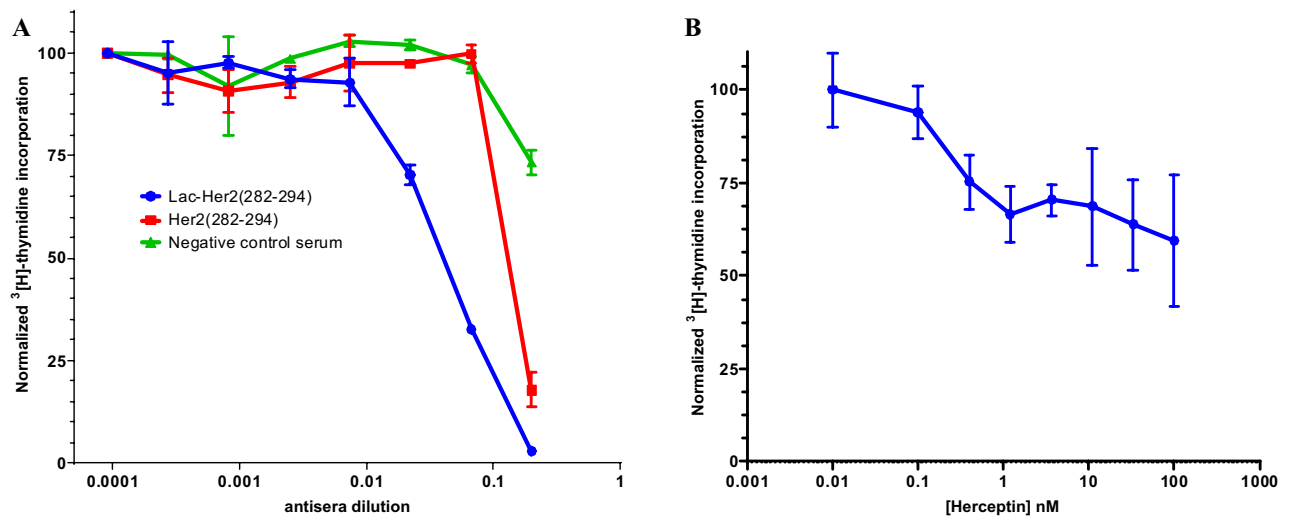 A
Normalized ³[H]-thymidine incorporation
100
75
50
25
0
Lac-Her2(282-294)
Her2(282-294)
Negative control serum
0.0001 0.001 0.01 0.1 1
antisera dilution
B
Normalized ³[H]-thymidine incorporation
100
75
50
25
0
0.001 0.01 0.1 1 10 100 1000
[Herceptin] nM